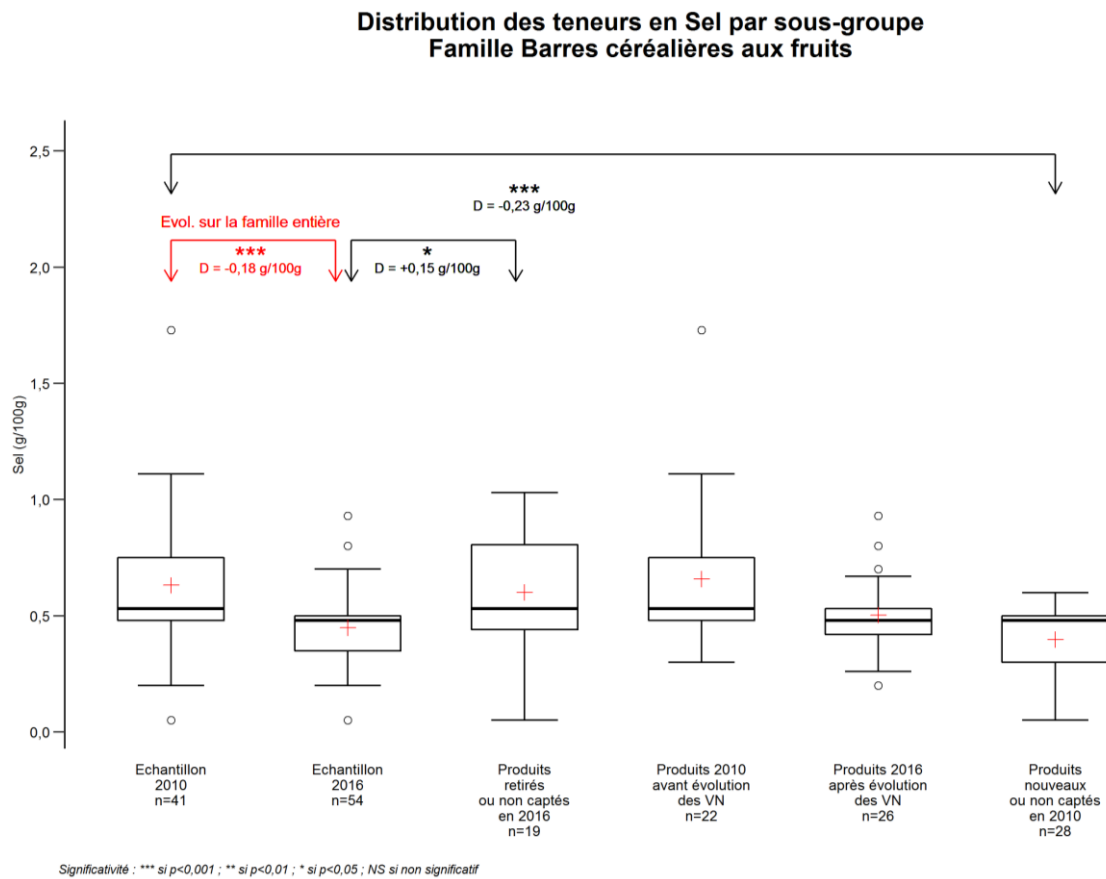 Distribution des teneurs en Sel par sous-groupe
Famille Barres céréalières aux fruits
2,5
***
D = -0,23 g/100g
Evol. sur la famille entière
***
D = -0,18 g/100g
*
D = +0,15 g/100g
2,0
1,5
Sel (g/100g)
1,0
0,5
0,0
Echantillon
2010
n=41
Echantillon
2016
n=54
Produits
retirés
ou non captés
en 2016
n=19
Produits 2010
avant évolution
des VN
n=22
Produits 2016
après évolution
des VN
n=26
Produits
nouveaux
ou non captés
en 2010
n=28
Significativité : *** si p<0,001 ; ** si p<0,01 ; * si p<0,05 ; NS si non significatif